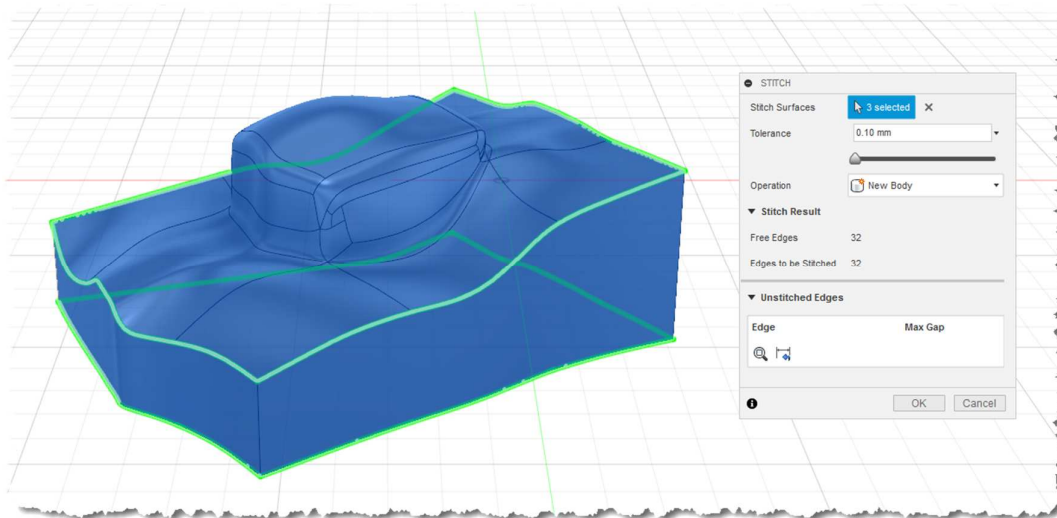 STITCH
Stitch Surfaces 3 selected
Tolerance 0.10 mm
Operation New Body
Stitch Result
Free Edges 32
Edges to be Stitched 32
Unstitched Edges
Edge Max Gap
OK Cancel